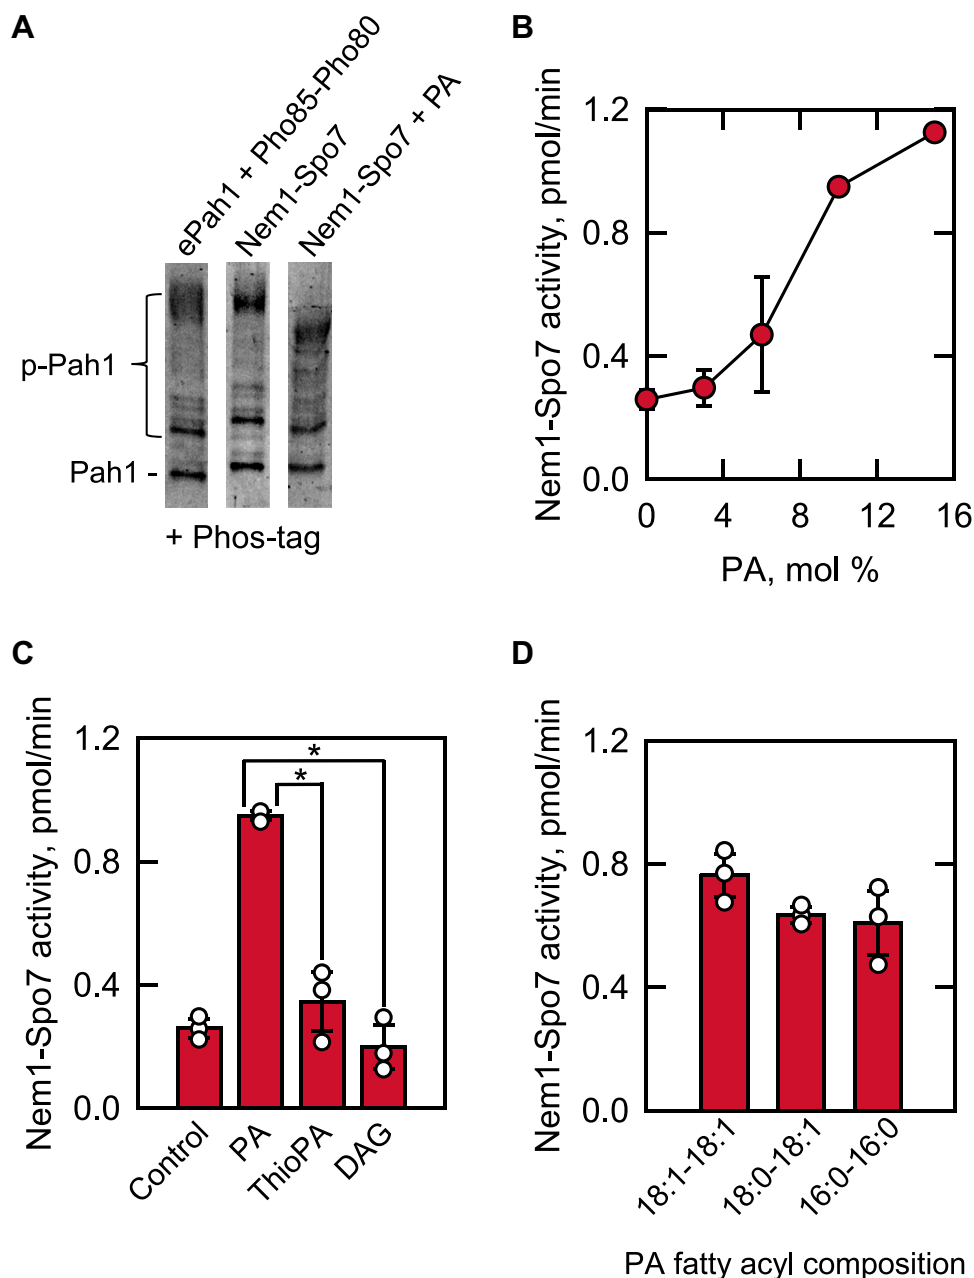 A
ePah1 + Pho85-Pho80
Nem1-Spo7
Nem1-Spo7 + PA
p-Pah1
Pah1 -
+ Phos-tag
B
Nem1-Spo7 activity, pmol/min
1.2
0.8
0.4
0.0
0 4 8 12 16
PA, mol %
C
Nem1-Spo7 activity, pmol/min
1.2
0.8
0.4
0.0
*
*
Control
PA
ThioPA
DAG
D
Nem1-Spo7 activity, pmol/min
1.2
0.8
0.4
0.0
18:1-18:1
18:0-18:1
16:0-16:0
PA fatty acyl composition